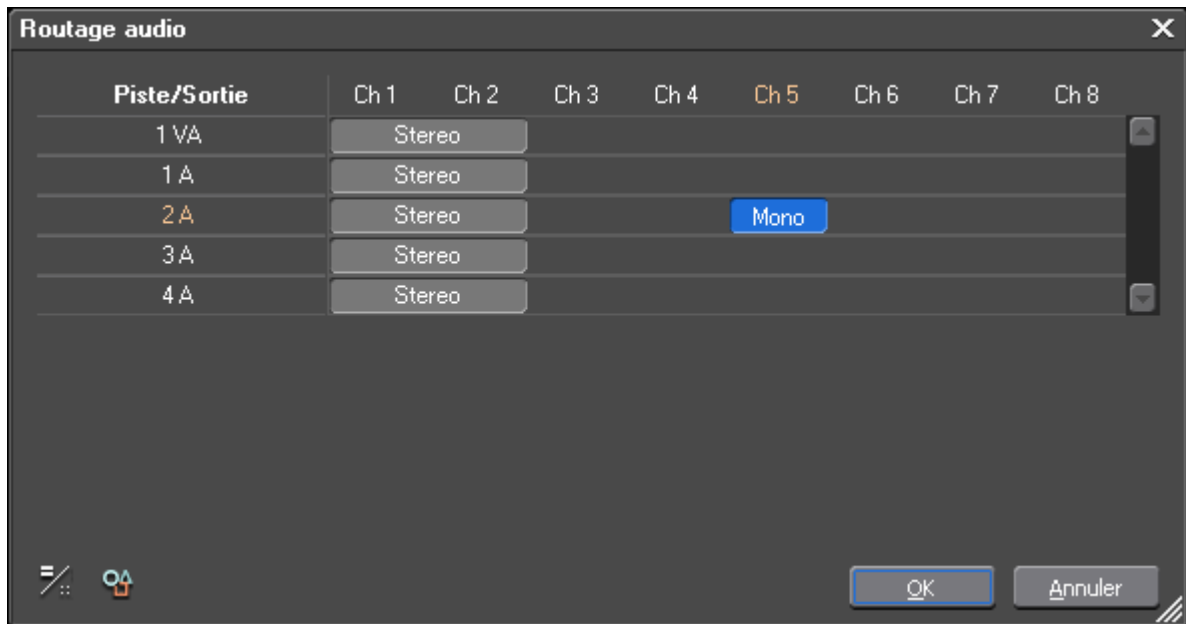 Routage audio
Piste/Sortie Ch 1 Ch 2 Ch 3 Ch 4 Ch 5 Ch 6 Ch 7 Ch 8
1 VA Stereo
1 A Stereo
2 A Stereo Mono
3 A Stereo
4 A Stereo
OK Annuler